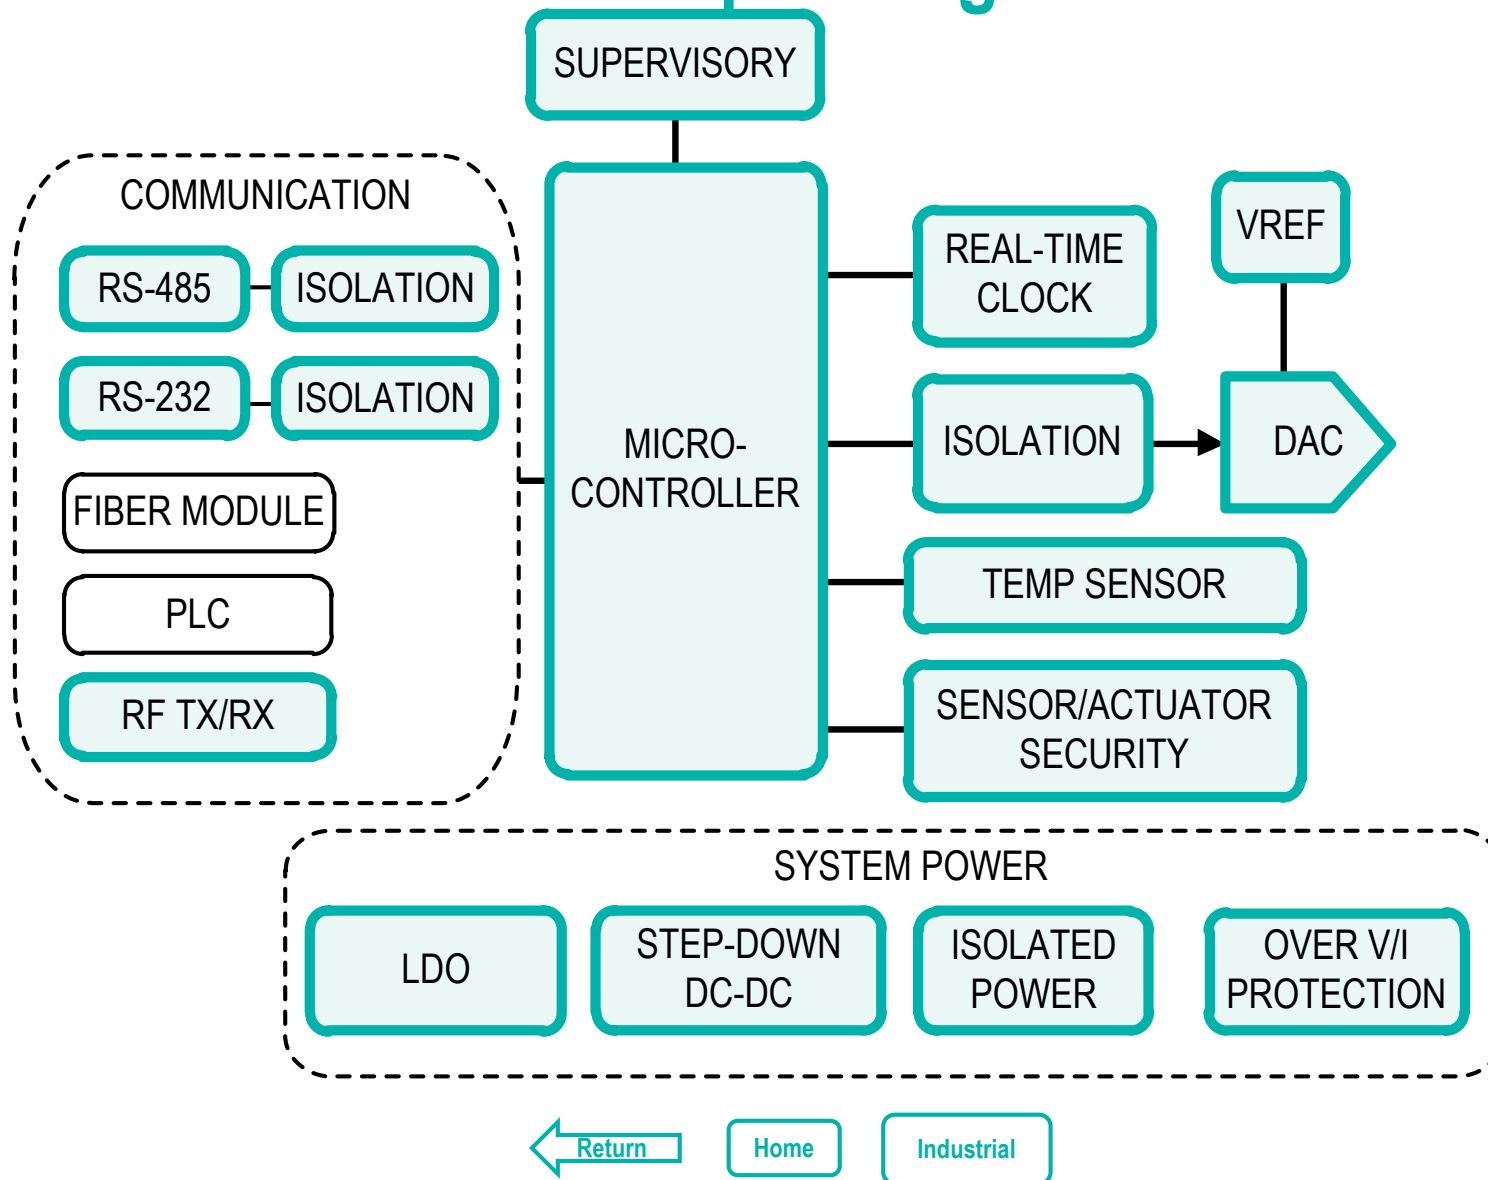 SUPERVISORY
COMMUNICATION
RS-485
ISOLATION
RS-232
ISOLATION
FIBER MODULE
PLC
RF TX/RX
MICRO-
CONTROLLER
REAL-TIME
CLOCK
VREF
ISOLATION
DAC
TEMP SENSOR
SENSOR/ACTUATOR
SECURITY
SYSTEM POWER
LDO
STEP-DOWN
DC-DC
ISOLATED
POWER
OVER V/I
PROTECTION
Return
Home
Industrial